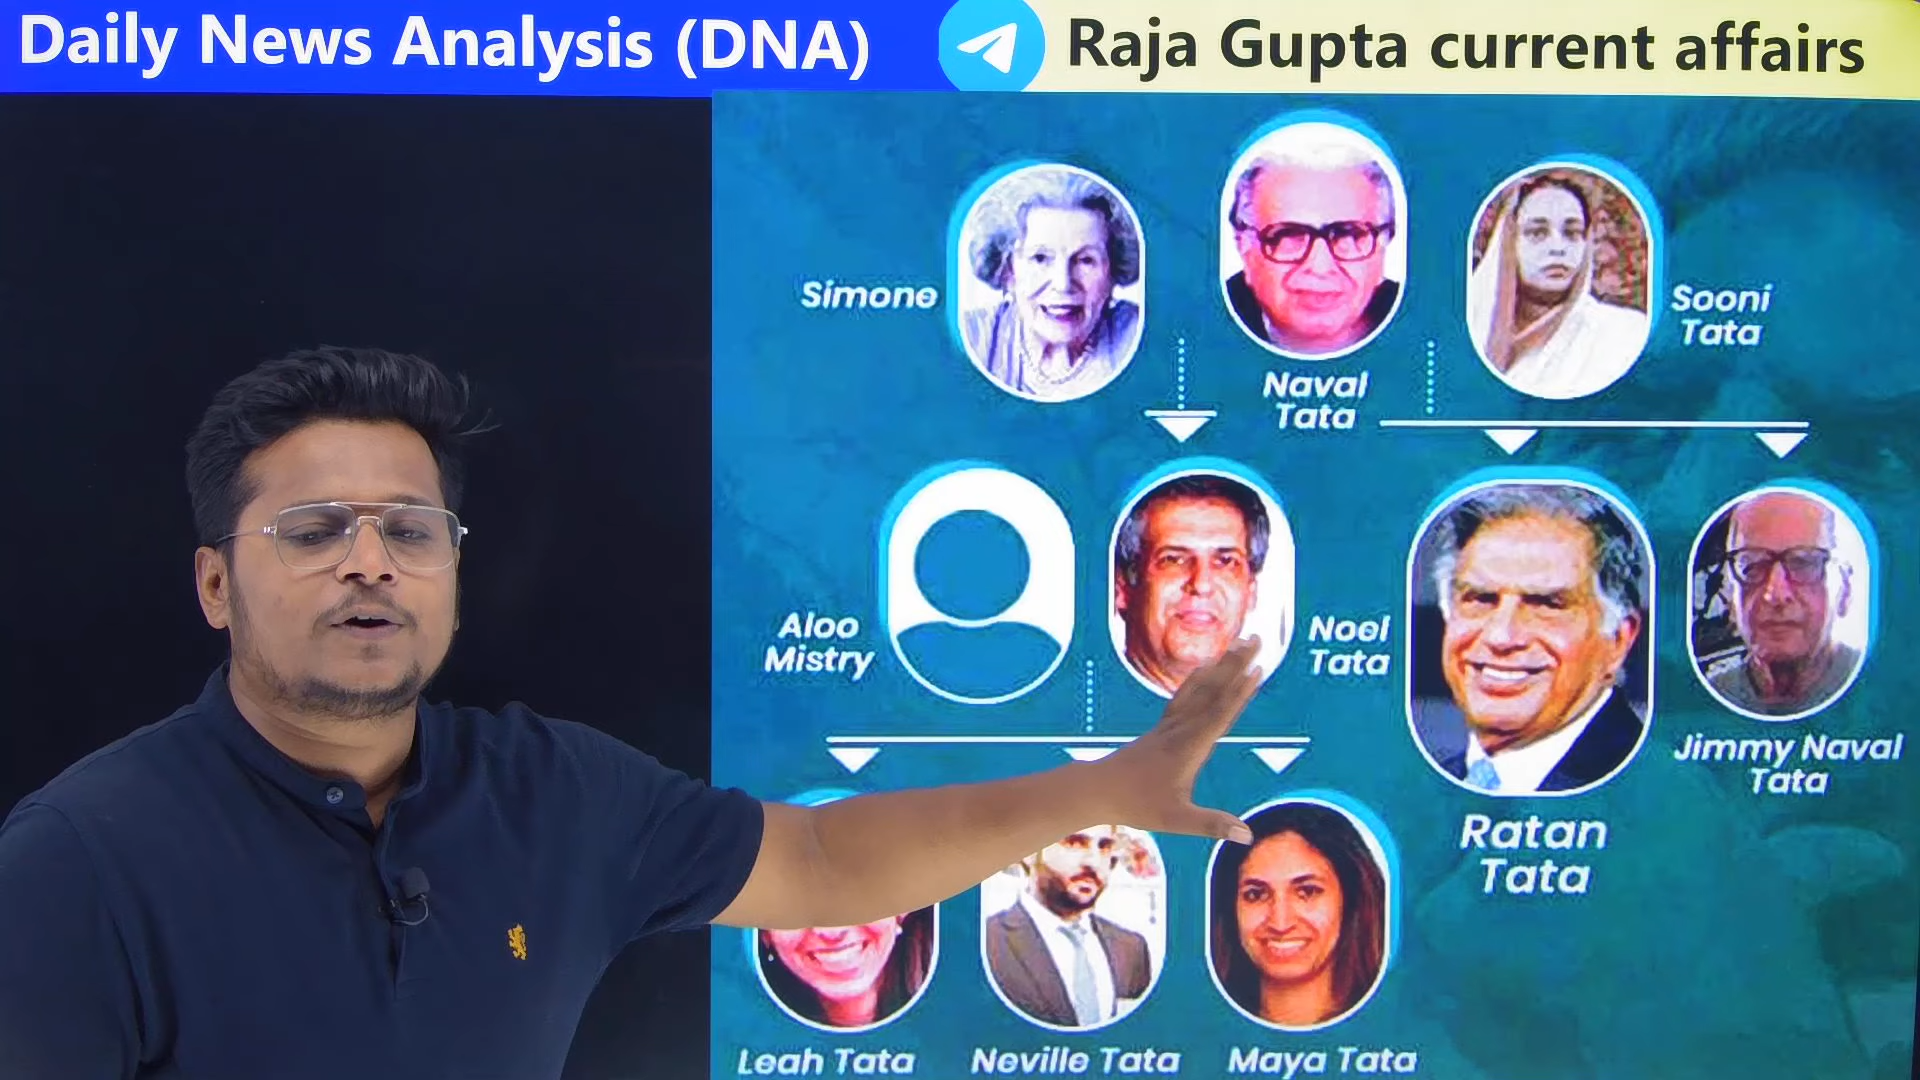 Daily News Analysis (DNA)
Raja Gupta current affairs
Simone
Naval
Tata
Sooni
Tata
Aloo
Mistry
Noel
Tata
Ratan
Tata
Jimmy Naval
Tata
Leah Tata
Neville Tata
Maya Tata